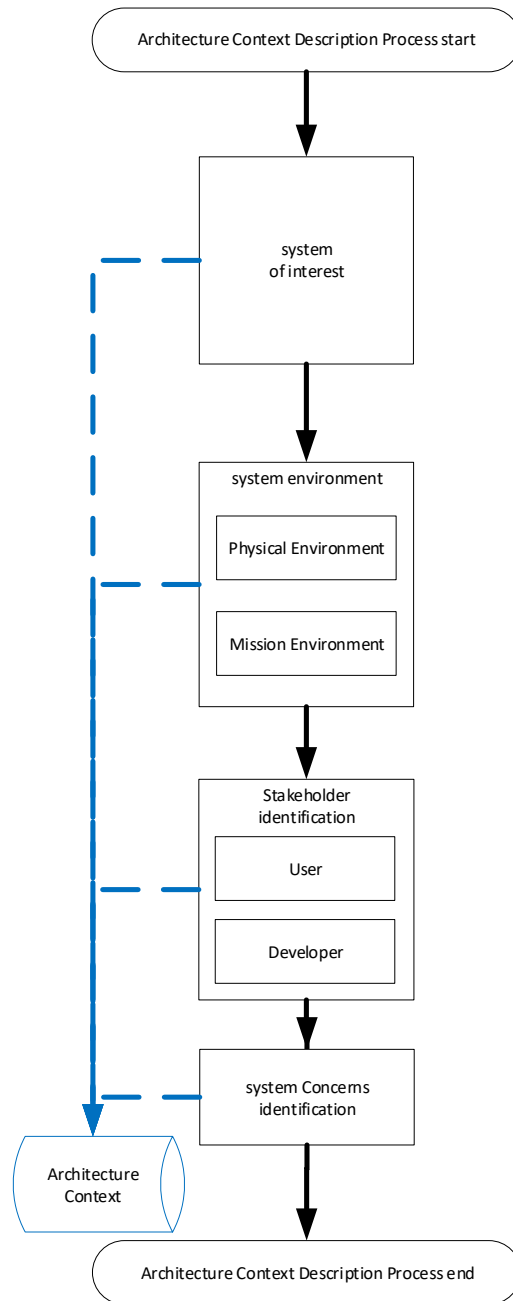 Architecture Context Description Process start
system
of interest
system environment
Physical Environment
Mission Environment
Stakeholder
identification
User
Developer
system Concerns
identification
Architecture
Context
Architecture Context Description Process end